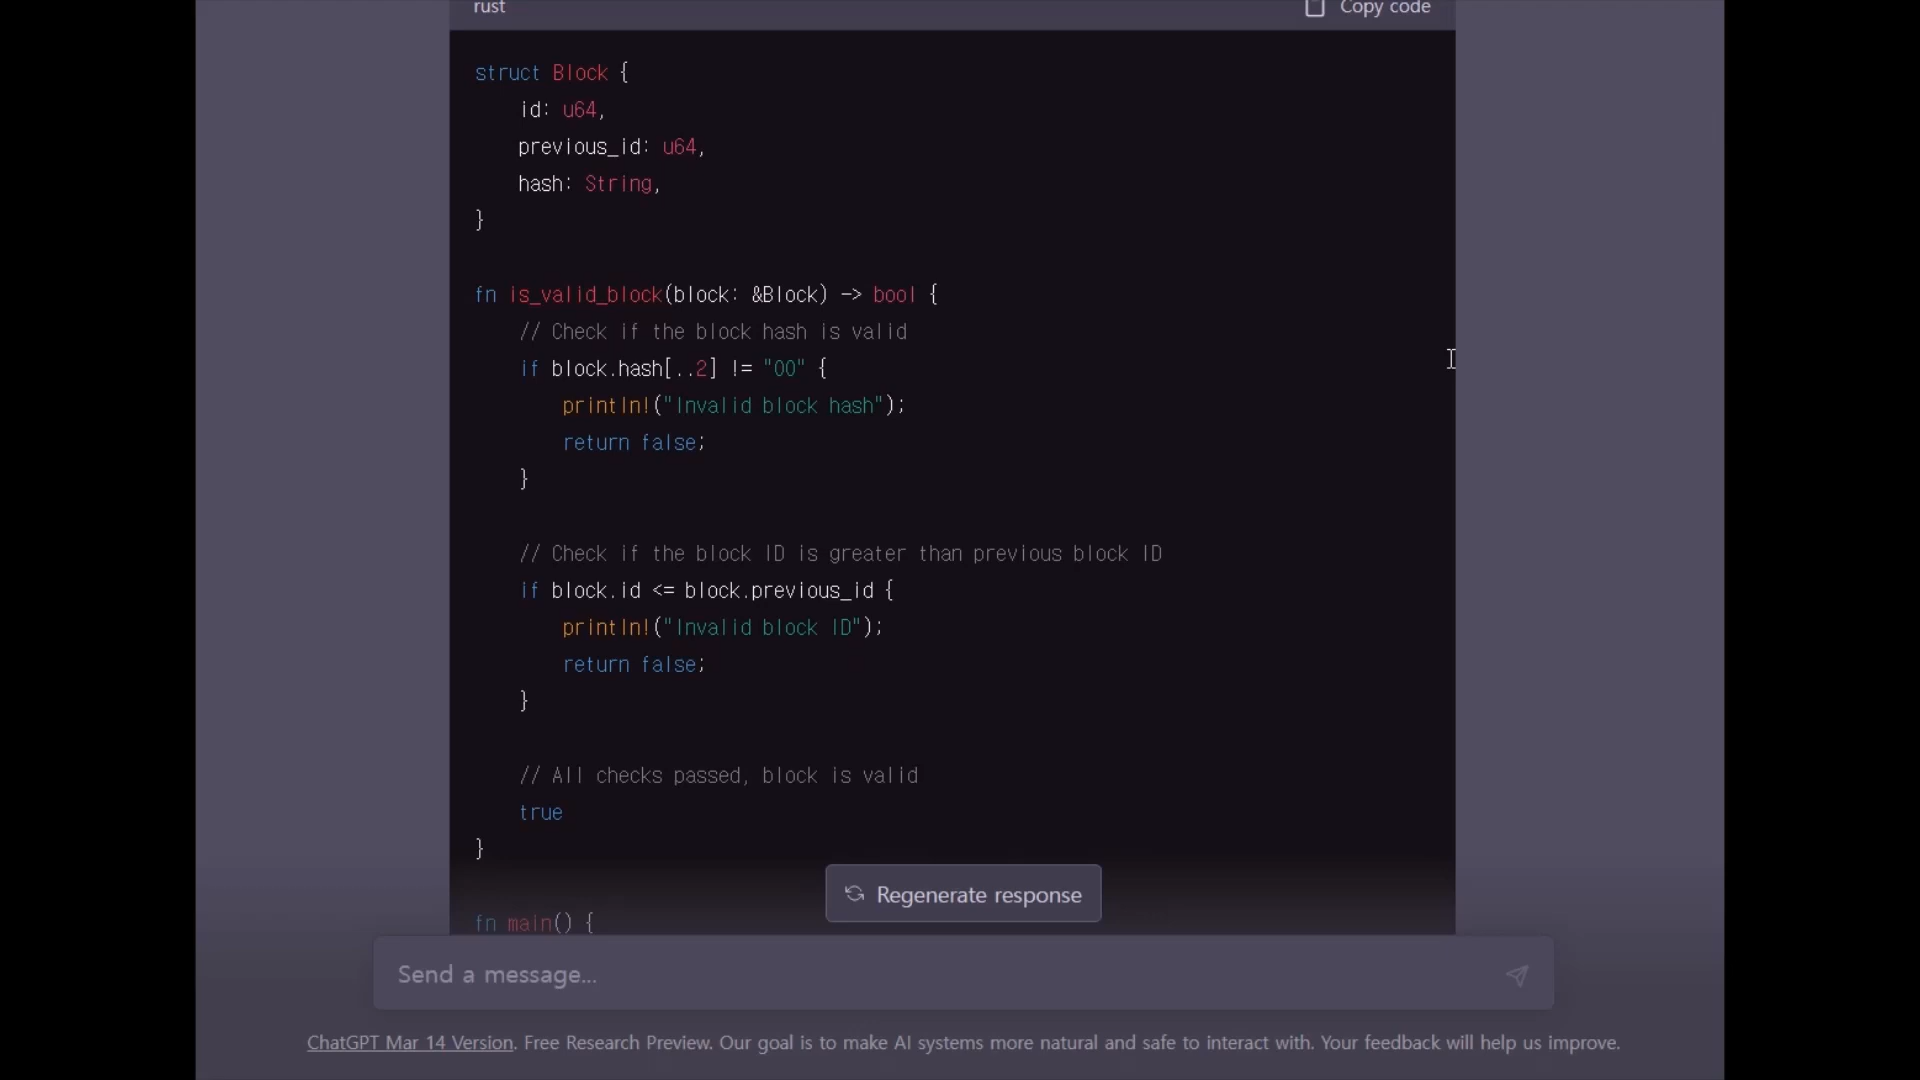 rust
Copy code
struct Block {
    id: u64,
    previous_id: u64,
    hash: String,
}
fn is_valid_block(block: &Block) -> bool {
    // Check if the block hash is valid
    if block.hash[..2] != "00" {
        println!("Invalid block hash");
        return false;
    }
    // Check if the block ID is greater than previous block ID
    if block.id <= block.previous_id {
        println!("Invalid block ID");
        return false;
    }
    // All checks passed, block is valid
    true
}
Regenerate response
fn main() {
Send a message...
ChatGPT Mar 14 Version. Free Research Preview. Our goal is to make AI systems more natural and safe to interact with. Your feedback will help us improve.